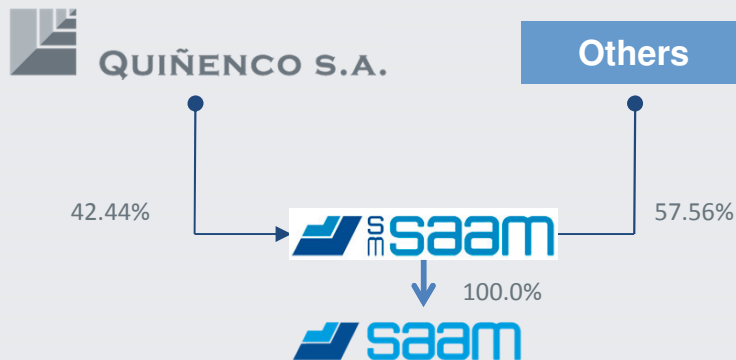 QUIÑENCO S.A.
Others
42.44%
57.56%
SM saam
100.0%
saam